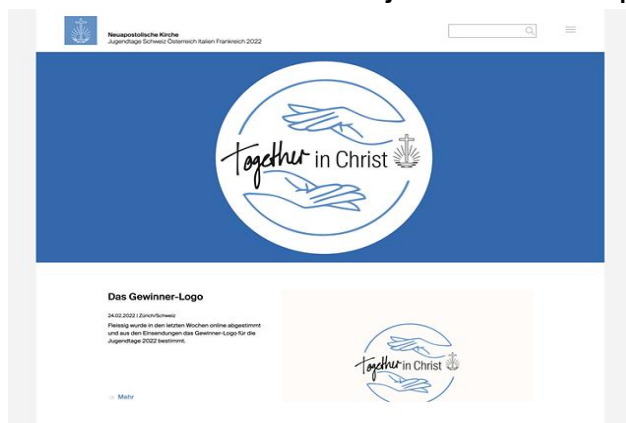 Neuapostolische Kirche
Jugendtage Schweiz Österreich Italien Frankreich 2022
Together in Christ
Das Gewinner-Logo
24.02.2022 | Zürich/Schweiz
Fleissig wurde in den letzten Wochen online abgestimmt
und aus den Einsendungen das Gewinner-Logo für die
Jugendtage 2022 bestimmt.
Together in Christ
Mehr